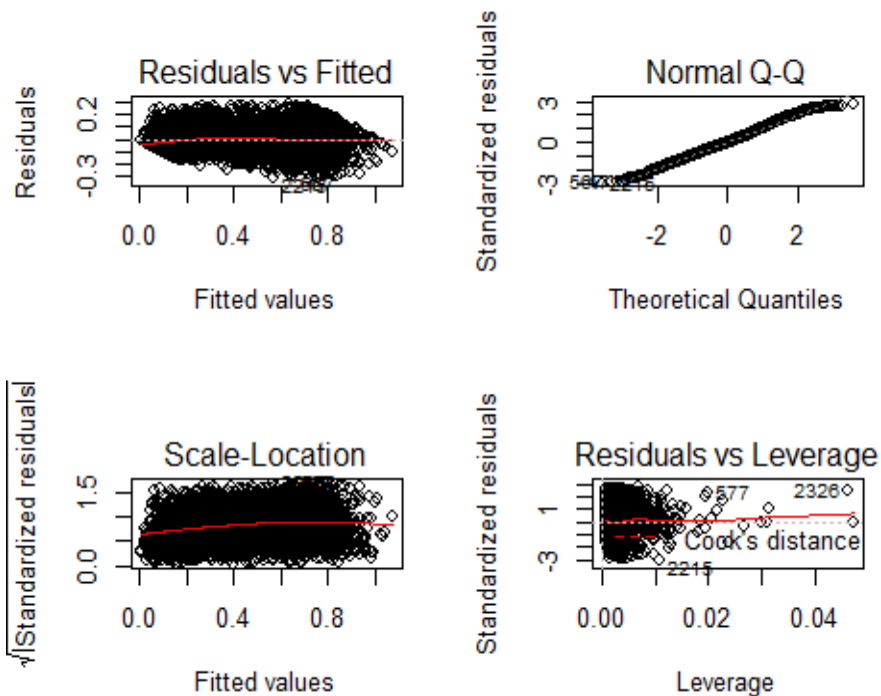 Residuals vs Fitted
Residuals
0.2
-0.3
0.0 0.4 0.8
Fitted values
Normal Q-Q
Standardized residuals
3
0
-3
2215
-2 0 2
Theoretical Quantiles
Scale-Location
√|Standardized residuals|
1.5
0.0
0.0 0.4 0.8
Fitted values
Residuals vs Leverage
Standardized residuals
1
-3
577
2326
Cook's distance
2215
0.00 0.02 0.04
Leverage